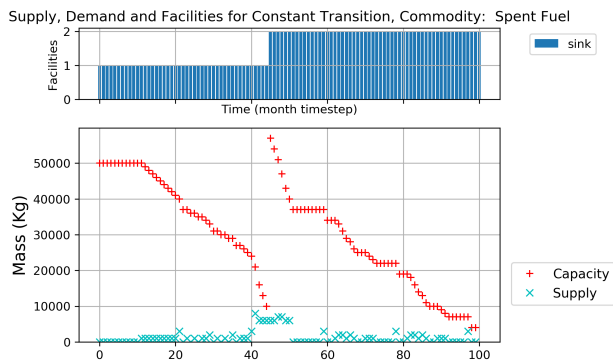 Supply, Demand and Facilities for Constant Transition, Commodity:  Spent Fuel
2
1
0
Facilities
sink
Time (month timestep)
50000
40000
30000
20000
10000
0
Mass (Kg)
0 20 40 60 80 100
Capacity
Supply